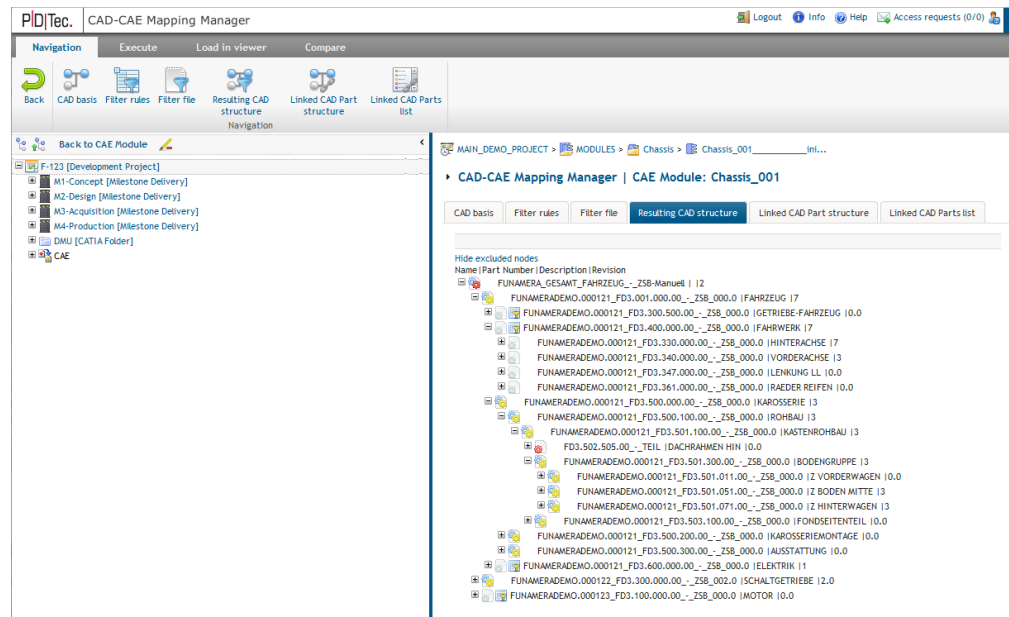 P|D|Tec. CAD-CAE Mapping Manager
Logout Info Help Access requests (0/0)
Navigation Execute Load in viewer Compare
Back CAD basis Filter rules Filter file Resulting CAD structure Linked CAD Part structure Linked CAD Parts list
Navigation
Back to CAE Module
F-123 [Development Project]
M1-Concept [Milestone Delivery]
M2-Design [Milestone Delivery]
M3-Acquisition [Milestone Delivery]
M4-Production [Milestone Delivery]
DMU [CATIA Folder]
CAE
MAIN_DEMO_PROJECT > MODULES > Chassis > Chassis_001__________ini...
CAD-CAE Mapping Manager | CAE Module: Chassis_001
CAD basis Filter rules Filter file Resulting CAD structure Linked CAD Part structure Linked CAD Parts list
Hide excluded nodes
Name|Part Number|Description|Revision
FUNAMERA_GESAMT_FAHRZEUG_-_ZSB-Manuell | |2
FUNAMERADEMO.000121_FD3.001.000.00_-_ZSB_000.0 |FAHRZEUG |7
FUNAMERADEMO.000121_FD3.300.500.00_-_ZSB_000.0 |GETRIEBE-FAHRZEUG |0.0
FUNAMERADEMO.000121_FD3.400.000.00_-_ZSB_000.0 |FAHRWERK |7
FUNAMERADEMO.000121_FD3.330.000.00_-_ZSB_000.0 |HINTERACHSE |7
FUNAMERADEMO.000121_FD3.340.000.00_-_ZSB_000.0 |VORDERACHSE |3
FUNAMERADEMO.000121_FD3.347.000.00_-_ZSB_000.0 |LENKUNG LL |0.0
FUNAMERADEMO.000121_FD3.361.000.00_-_ZSB_000.0 |RAEDER REIFEN |0.0
FUNAMERADEMO.000121_FD3.500.000.00_-_ZSB_000.0 |KAROSSERIE |3
FUNAMERADEMO.000121_FD3.500.100.00_-_ZSB_000.0 |ROHBAU |3
FUNAMERADEMO.000121_FD3.501.100.00_-_ZSB_000.0 |KASTENROHBAU |3
FD3.502.505.00_-_TEIL |DACHRAHMEN HIN |0.0
FUNAMERADEMO.000121_FD3.501.300.00_-_ZSB_000.0 |BODENGRUPPE |3
FUNAMERADEMO.000121_FD3.501.011.00_-_ZSB_000.0 |Z VORDERWAGEN |0.0
FUNAMERADEMO.000121_FD3.501.051.00_-_ZSB_000.0 |Z BODEN MITTE |3
FUNAMERADEMO.000121_FD3.501.071.00_-_ZSB_000.0 |Z HINTERWAGEN |3
FUNAMERADEMO.000121_FD3.503.100.00_-_ZSB_000.0 |FONDSEITENTEIL |0.0
FUNAMERADEMO.000121_FD3.500.200.00_-_ZSB_000.0 |KAROSSERIEMONTAGE |0.0
FUNAMERADEMO.000121_FD3.500.300.00_-_ZSB_000.0 |AUSSTATTUNG |0.0
FUNAMERADEMO.000121_FD3.600.000.00_-_ZSB_000.0 |ELEKTRIK |1
FUNAMERADEMO.000122_FD3.300.000.00_-_ZSB_002.0 |SCHALTGETRIEBE |2.0
FUNAMERADEMO.000123_FD3.100.000.00_-_ZSB_000.0 |MOTOR |0.0